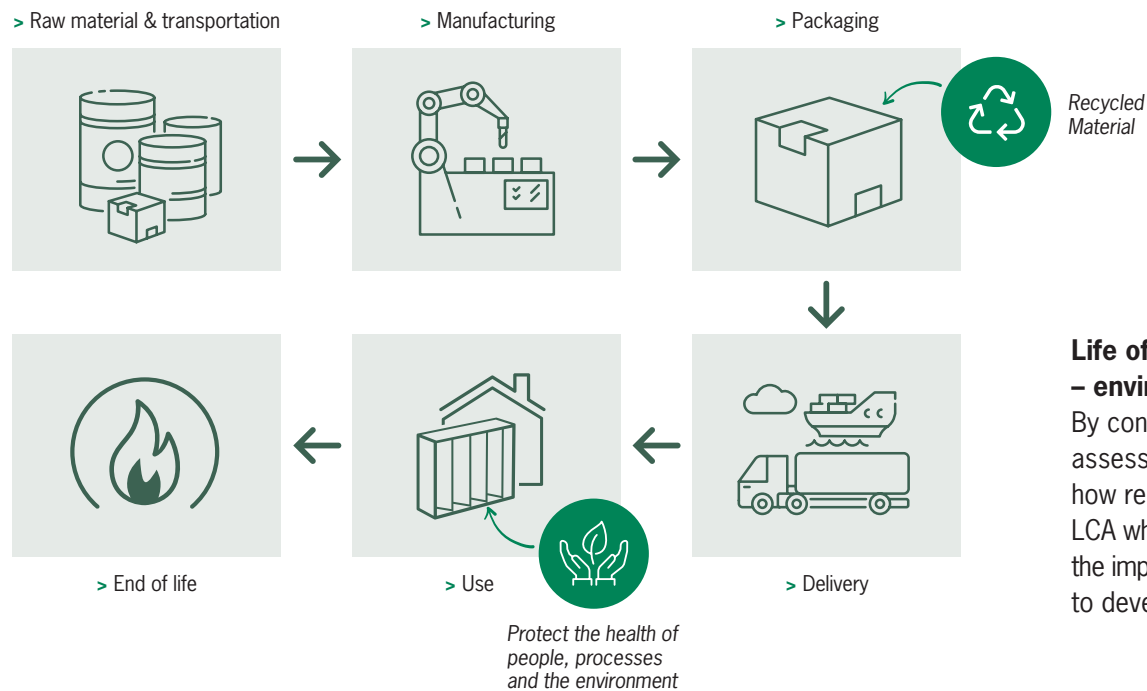 > Raw material & transportation
> Manufacturing
> Packaging
Recycled
Material
> End of life
> Use
> Delivery
Protect the health of
people, processes
and the environment
Life of
– envir
By con
assess
how re
LCA wh
the imp
to deve